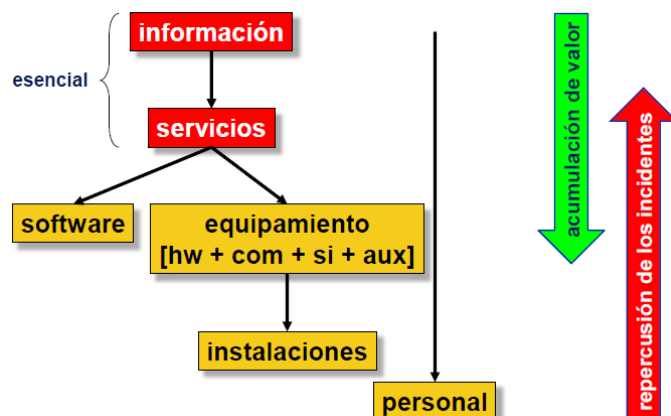 información
esencial
servicios
software
equipamiento
[hw + com + si + aux]
instalaciones
personal
acumulación de valor
repercusión de los incidentes